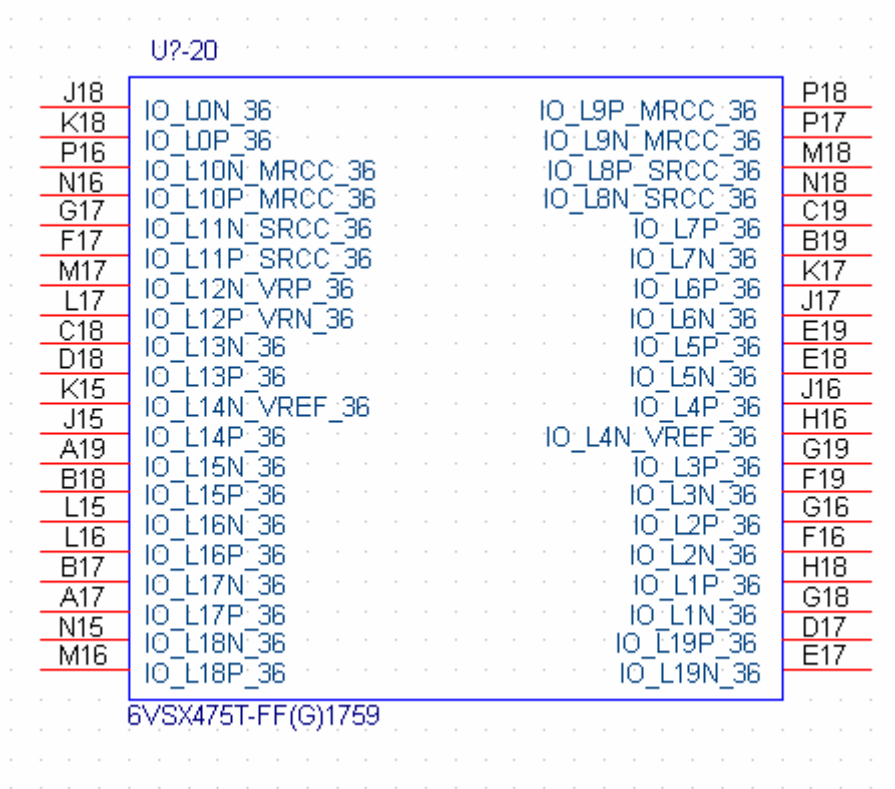 U?-20
J18 IO_L0N_36 IO_L9P_MRCC_36 P18
K18 IO_L0P_36 IO_L9N_MRCC_36 P17
P16 IO_L10N_MRCC_36 IO_L8P_SRCC_36 M18
N16 IO_L10P_MRCC_36 IO_L8N_SRCC_36 N18
G17 IO_L11N_SRCC_36 IO_L7P_36 C19
F17 IO_L11P_SRCC_36 IO_L7N_36 B19
M17 IO_L12N_VRP_36 IO_L6P_36 K17
L17 IO_L12P_VRN_36 IO_L6N_36 J17
C18 IO_L13N_36 IO_L5P_36 E19
D18 IO_L13P_36 IO_L5N_36 E18
K15 IO_L14N_VREF_36 IO_L4P_36 J16
J15 IO_L14P_36 IO_L4N_VREF_36 H16
A19 IO_L15N_36 IO_L3P_36 G19
B18 IO_L15P_36 IO_L3N_36 F19
L15 IO_L16N_36 IO_L2P_36 G16
L16 IO_L16P_36 IO_L2N_36 F16
B17 IO_L17N_36 IO_L1P_36 H18
A17 IO_L17P_36 IO_L1N_36 G18
N15 IO_L18N_36 IO_L19P_36 D17
M16 IO_L18P_36 IO_L19N_36 E17
6VSX475T-FF(G)1759